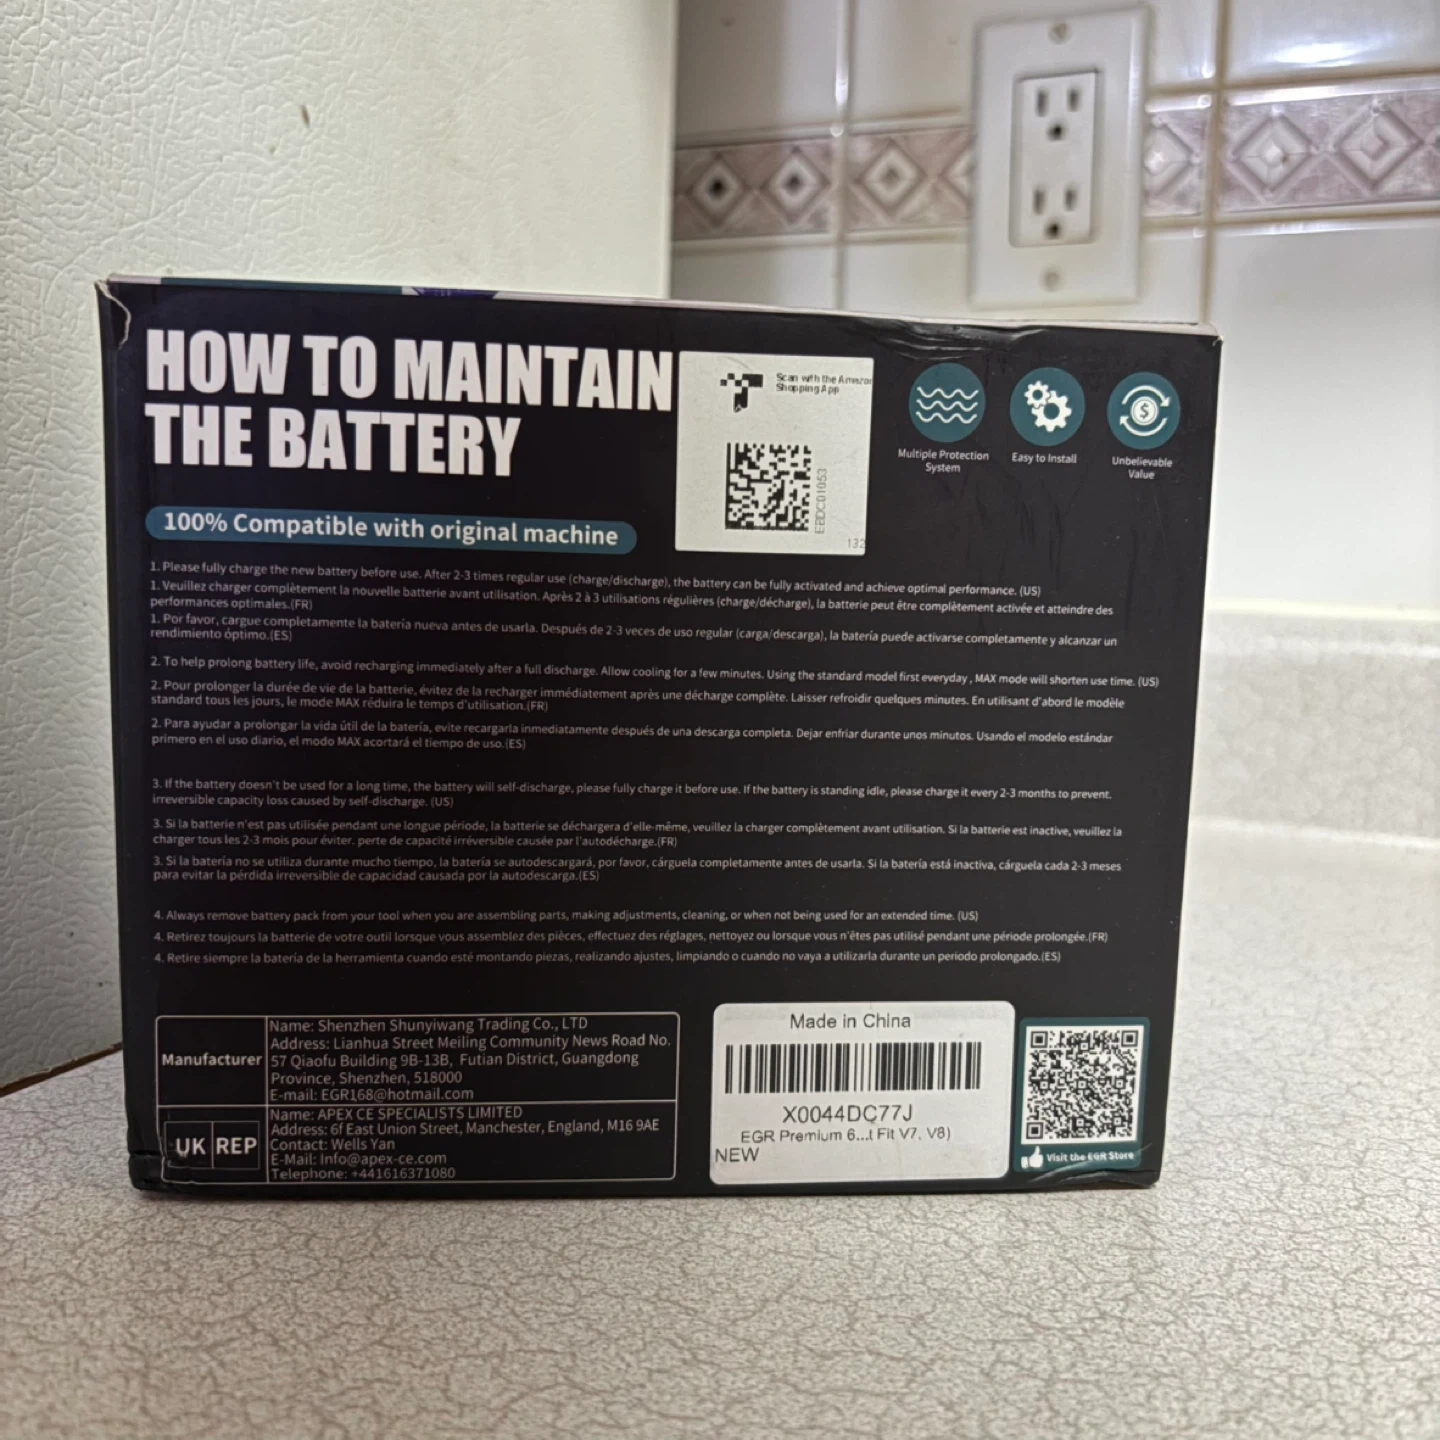 HOW TO MAINTAIN
THE BATTERY
100% Compatible with original machine
Scan with the Amazon
Shopping App
EBDC01053
132
Multiple Protection
System
Easy to Install
Unbelievable
Value
1. Please fully charge the new battery before use. After 2-3 times regular use (charge/discharge), the battery can be fully activated and achieve optimal performance. (US)
1. Veuillez charger complètement la nouvelle batterie avant utilisation. Après 2 à 3 utilisations régulières (charge/décharge), la batterie peut être complètement activée et atteindre des
performances optimales.(FR)
1. Por favor, cargue completamente la batería nueva antes de usarla. Después de 2-3 veces de uso regular (carga/descarga), la batería puede activarse completamente y alcanzar un
rendimiento óptimo.(ES)
2. To help prolong battery life, avoid recharging immediately after a full discharge. Allow cooling for a few minutes. Using the standard model first everyday , MAX mode will shorten use time. (US)
2. Pour prolonger la durée de vie de la batterie, évitez de la recharger immédiatement après une décharge complète. Laisser refroidir quelques minutes. En utilisant d'abord le modèle
standard tous les jours, le mode MAX réduira le temps d'utilisation.(FR)
2. Para ayudar a prolongar la vida útil de la batería, evite recargarla inmediatamente después de una descarga completa. Dejar enfriar durante unos minutos. Usando el modelo estándar
primero en el uso diario, el modo MAX acortará el tiempo de uso.(ES)
3. If the battery doesn't be used for a long time, the battery will self-discharge, please fully charge it before use. If the battery is standing idle, please charge it every 2-3 months to prevent.
irreversible capacity loss caused by self-discharge. (US)
3. Si la batterie n'est pas utilisée pendant une longue période, la batterie se déchargera d'elle-même, veuillez la charger complètement avant utilisation. Si la batterie est inactive, veuillez la
charger tous les 2-3 mois pour éviter. perte de capacité irréversible causée par l'autodécharge.(FR)
3. Si la batería no se utiliza durante mucho tiempo, la batería se autodescargará, por favor, cárguela completamente antes de usarla. Si la batería está inactiva, cárguela cada 2-3 meses
para evitar la pérdida irreversible de capacidad causada por la autodescarga.(ES)
4. Always remove battery pack from your tool when you are assembling parts, making adjustments, cleaning, or when not being used for an extended time. (US)
4. Retirez toujours la batterie de votre outil lorsque vous assemblez des pièces, effectuez des réglages, nettoyez ou lorsque vous n'êtes pas utilisé pendant une période prolongée.(FR)
4. Retire siempre la batería de la herramienta cuando esté montando piezas, realizando ajustes, limpiando o cuando no vaya a utilizarla durante un periodo prolongado.(ES)
Manufacturer
Name: Shenzhen Shunyiwang Trading Co., LTD
Address: Lianhua Street Meiling Community News Road No.
57 Qiaofu Building 9B-13B, Futian District, Guangdong
Province, Shenzhen, 518000
E-mail: EGR168@hotmail.com
UK REP
Name: APEX CE SPECIALISTS LIMITED
Address: 6f East Union Street, Manchester, England, M16 9AE
Contact: Wells Yan
E-Mail: Info@apex-ce.com
Telephone: +441616371080
Made in China
X0044DC77J
EGR Premium 6...t Fit V7, V8)
NEW
Visit the EGR Store